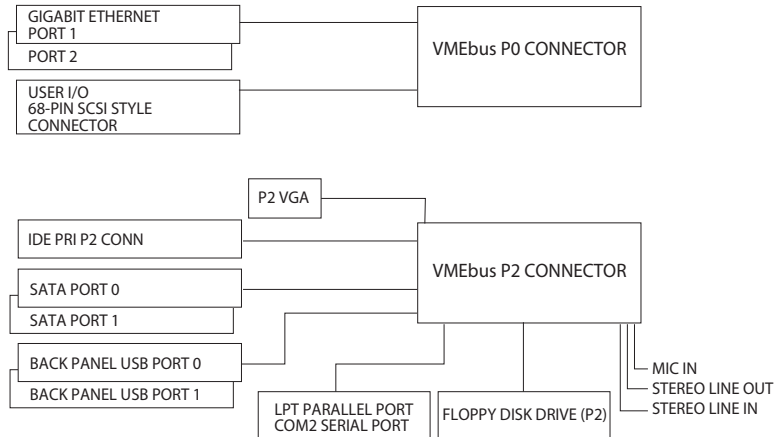 GIGABIT ETHERNET
PORT 1
PORT 2
VMEbus P0 CONNECTOR
USER I/O
68-PIN SCSI STYLE
CONNECTOR
P2 VGA
IDE PRI P2 CONN
VMEbus P2 CONNECTOR
SATA PORT 0
SATA PORT 1
BACK PANEL USB PORT 0
BACK PANEL USB PORT 1
LPT PARALLEL PORT
COM2 SERIAL PORT
FLOPPY DISK DRIVE (P2)
MIC IN
STEREO LINE OUT
STEREO LINE IN